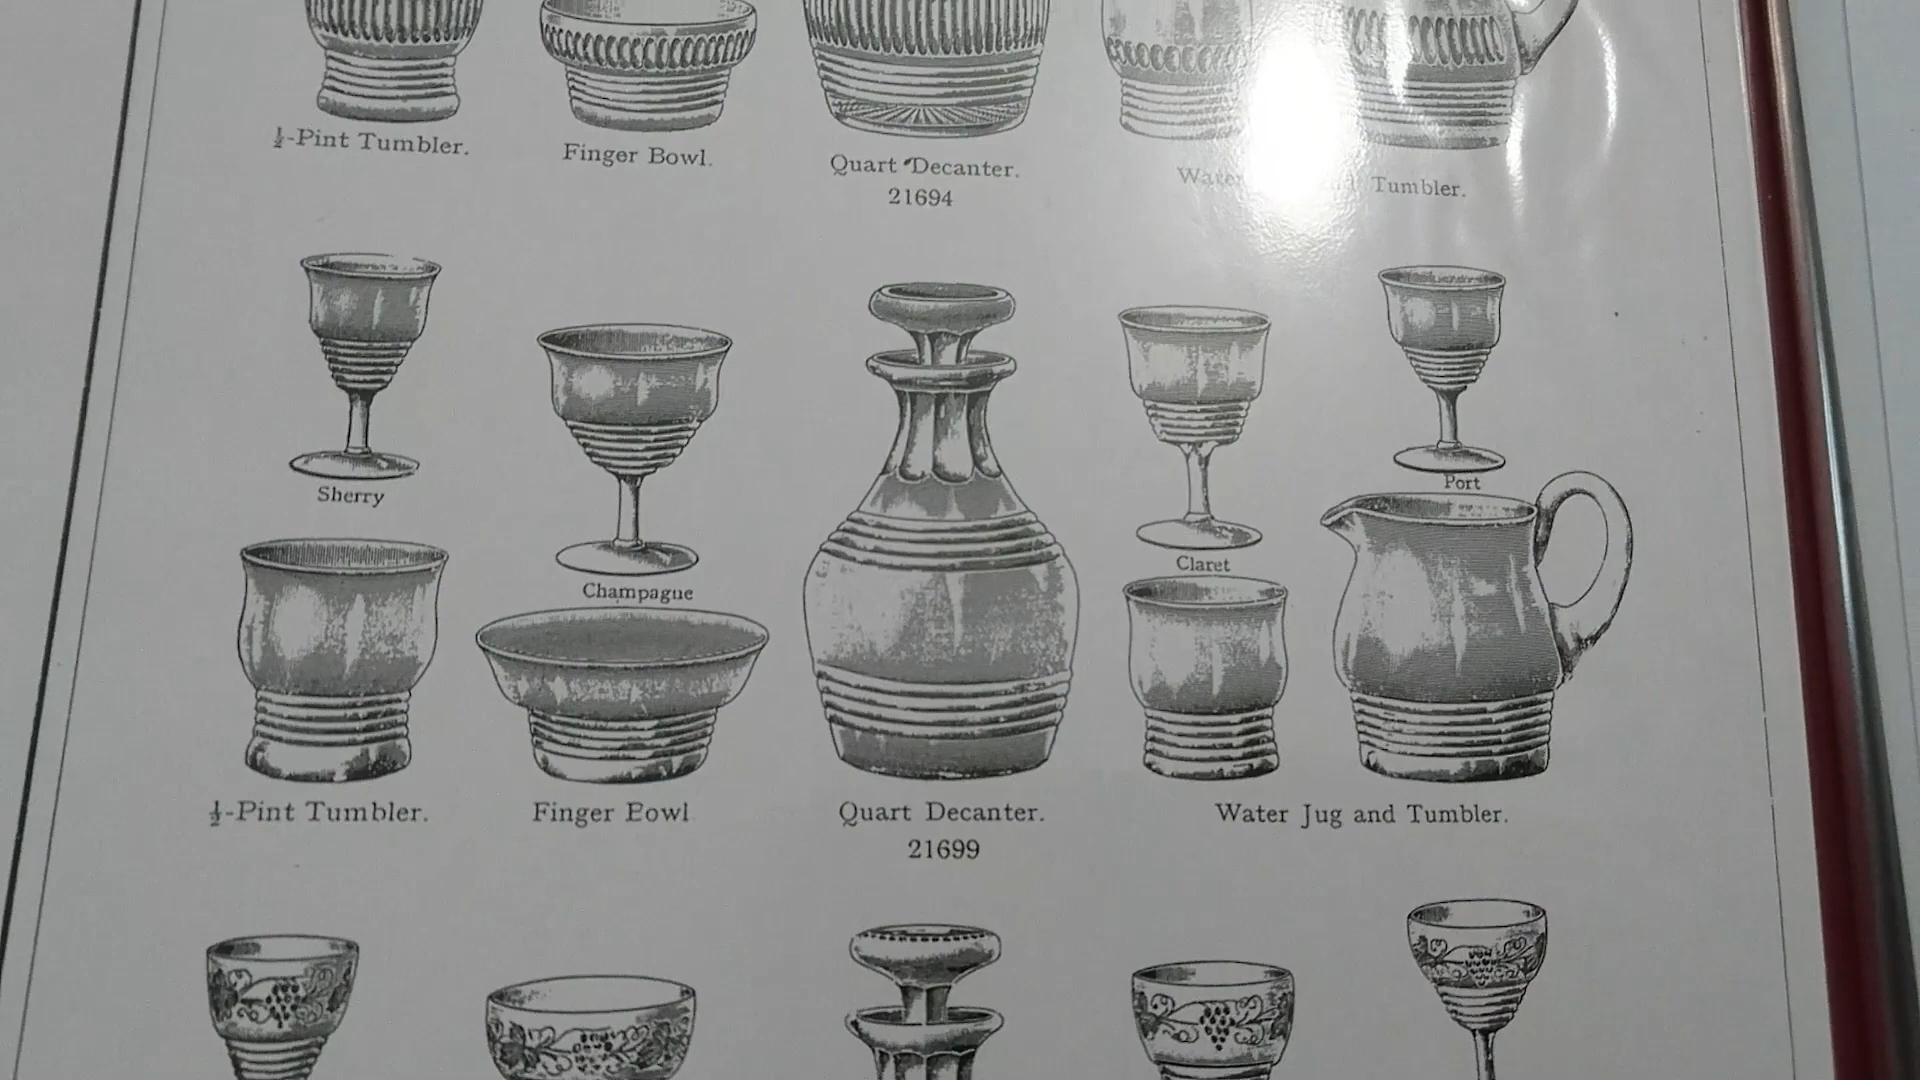 ½-Pint Tumbler.
Finger Bowl.
Quart Decanter.
21694
Tumbler.
Sherry
Champagne
Claret
Port
½-Pint Tumbler.
Finger Bowl
Quart Decanter.
21699
Water Jug and Tumbler.